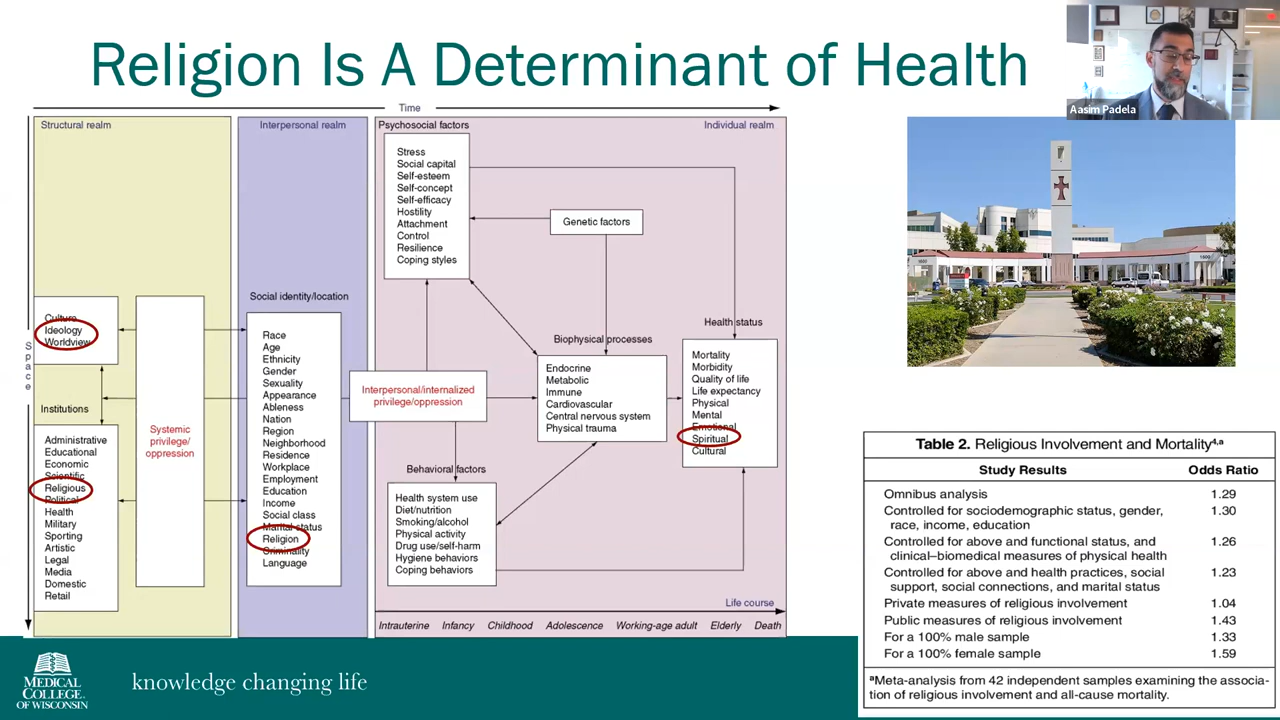 Religion Is A Determinant of Health
Aasim Padela
Time
Space
Structural realm
Interpersonal realm
Psychosocial factors
Individual realm
Stress
Social capital
Self-esteem
Self-concept
Self-efficacy
Hostility
Attachment
Control
Resilience
Coping styles
Genetic factors
Culture
Ideology
Worldview
Institutions
Administrative
Educational
Economic
Scientific
Religious
Political
Health
Military
Sporting
Artistic
Legal
Media
Domestic
Retail
Systemic
privilege/
oppression
Social identity/location
Race
Age
Ethnicity
Gender
Sexuality
Appearance
Ableness
Nation
Region
Neighborhood
Residence
Workplace
Employment
Education
Income
Social class
Marital status
Religion
Criminality
Language
Interpersonal/internalized
privilege/oppression
Biophysical processes
Endocrine
Metabolic
Immune
Cardiovascular
Central nervous system
Physical trauma
Health status
Mortality
Morbidity
Quality of life
Life expectancy
Physical
Mental
Emotional
Spiritual
Cultural
Behavioral factors
Health system use
Diet/nutrition
Smoking/alcohol
Physical activity
Drug use/self-harm
Hygiene behaviors
Coping behaviors
Life course
Intrauterine Infancy Childhood Adolescence Working-age adult Elderly Death
Table 2. Religious Involvement and Mortality⁴,ᵃ
Study Results Odds Ratio
Omnibus analysis 1.29
Controlled for sociodemographic status, gender, 1.30
race, income, education
Controlled for above and functional status, and 1.26
clinical–biomedical measures of physical health
Controlled for above and health practices, social 1.23
support, social connections, and marital status
Private measures of religious involvement 1.04
Public measures of religious involvement 1.43
For a 100% male sample 1.33
For a 100% female sample 1.59
ᵃMeta-analysis from 42 independent samples examining the associa-
tion of religious involvement and all-cause mortality.
MEDICAL
COLLEGE
OF WISCONSIN
knowledge changing life